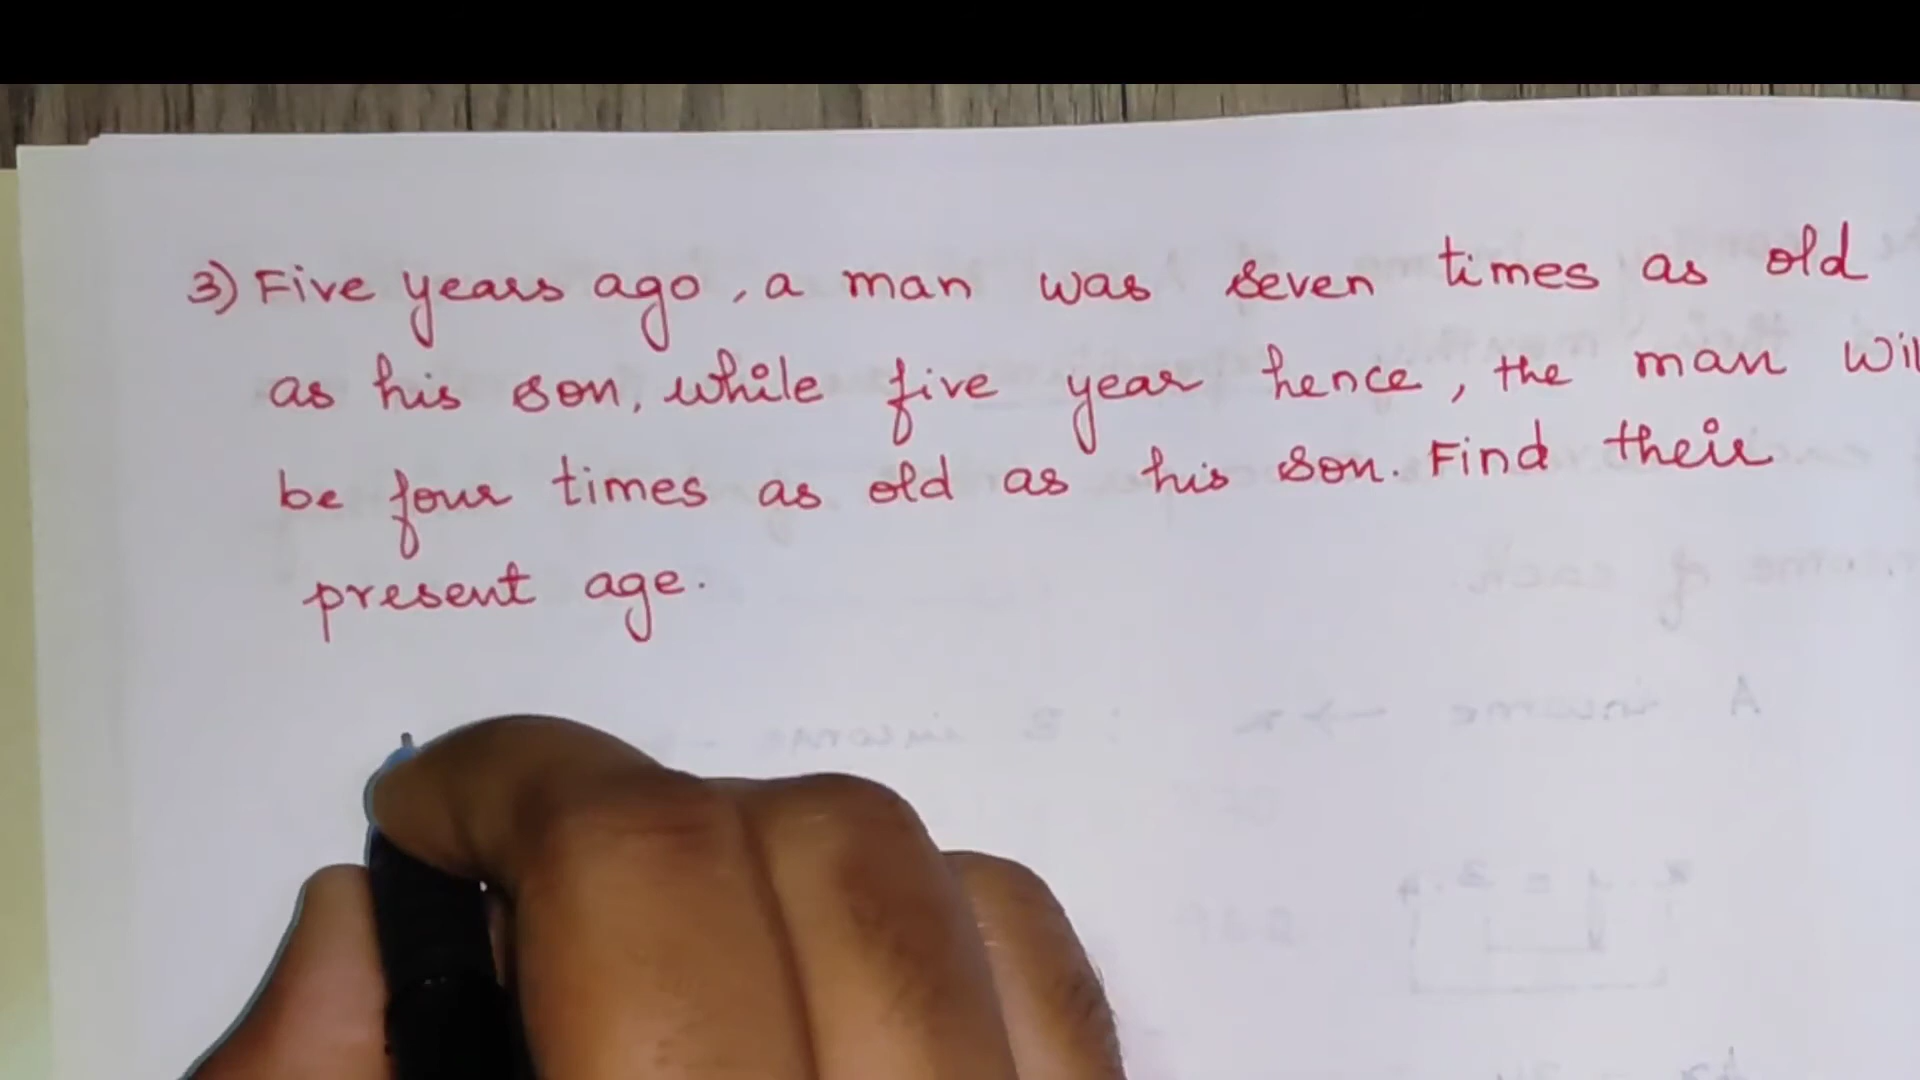 3) Five years ago, a man was seven times as old
as his son, while five year hence, the man wil
be four times as old as his son. Find their
present age.